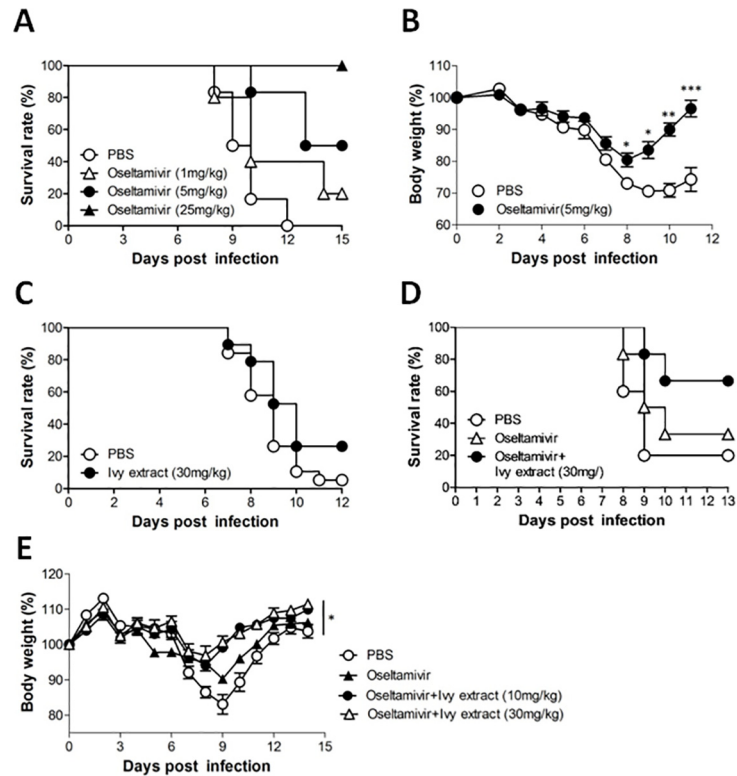 A
Survival rate (%)
100
80
60
40
20
0
PBS
Oseltamivir (1mg/kg)
Oseltamivir (5mg/kg)
Oseltamivir (25mg/kg)
0 3 6 9 12 15
Days post infection
B
Body weight (%)
110
100
90
80
70
60
* * ** ***
PBS
Oseltamivir(5mg/kg)
0 2 4 6 8 10 12
Days post infection
C
Survival rate (%)
100
80
60
40
20
0
PBS
Ivy extract (30mg/kg)
0 2 4 6 8 10 12
Days post infection
D
Survival rate (%)
100
80
60
40
20
0
PBS
Oseltamivir
Oseltamivir+
Ivy extract (30mg/)
0 1 2 3 4 5 6 7 8 9 10 11 12 13
Days post infection
E
Body weight (%)
120
110
100
90
80
*
PBS
Oseltamivir
Oseltamivir+Ivy extract (10mg/kg)
Oseltamivir+Ivy extract (30mg/kg)
0 3 6 9 12 15
Days post infection